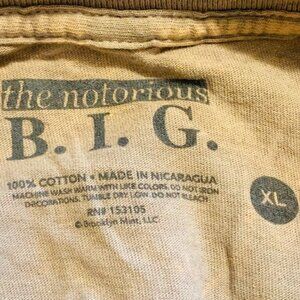 the notorious
B. I. G.
100% COTTON • MADE IN NICARAGUA
MACHINE WASH WARM WITH LIKE COLORS. DO NOT IRON
DECORATIONS. TUMBLE DRY LOW. DO NOT BLEACH
RN# 153105
© Brooklyn Mint, LLC
XL